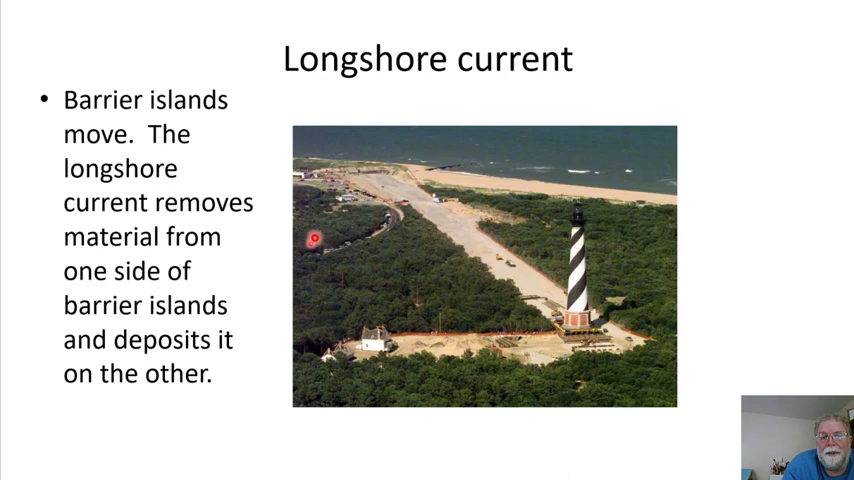 Longshore current
• Barrier islands
move. The
longshore
current removes
material from
one side of
barrier islands
and deposits it
on the other.